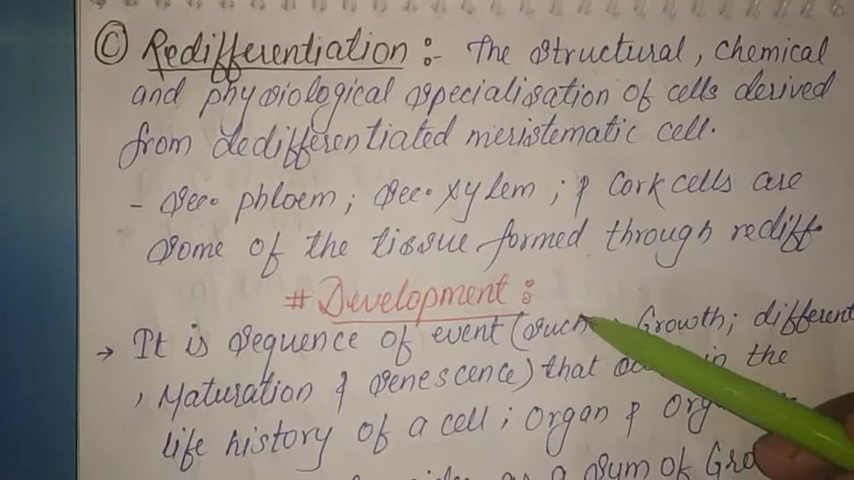 Ⓒ Redifferentiation :- The structural, chemical
and physiological specialisation of cells derived
from dedifferentiated meristematic cell.
- Sec. phloem; Sec. Xylem; & Cork cells are
some of the tissue formed through rediff.
# Development :
→ It is sequence of event (such Growth; different
, Maturation & senescence) that in the
life history of a cell; organ &
as a sum of